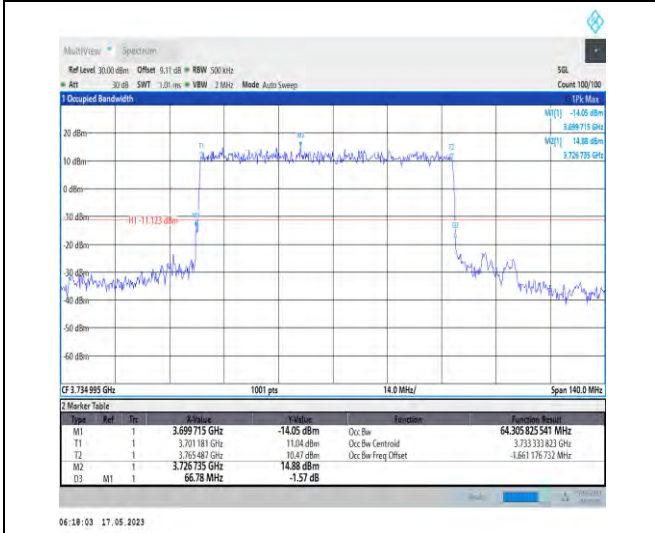 MultiView Spectrum
Ref Level 30.00 dBm Offset 9.11 dB RBW 500 kHz SGL
Att 30 dB SWT 1.01 ms VBW 2 MHz Mode Auto Sweep Count 100/100
1 Occupied Bandwidth 1Pk Max
M1[1] -14.05 dBm
3.699 715 GHz
M2[1] 14.88 dBm
3.726 735 GHz
20 dBm
T1 M2 T2
10 dBm
0 dBm
-10 dBm
H1 -11.123 dBm
M1 D3
-20 dBm
-30 dBm
-40 dBm
-50 dBm
-60 dBm
CF 3.734 995 GHz 1001 pts 14.0 MHz/ Span 140.0 MHz
2 Marker Table
Type Ref Trc X-Value Y-Value Function Function Result
M1 1 3.699 715 GHz -14.05 dBm Occ Bw 64.305 825 541 MHz
T1 1 3.701 181 GHz 11.04 dBm Occ Bw Centroid 3.733 333 823 GHz
T2 1 3.765 487 GHz 10.47 dBm Occ Bw Freq Offset -1.661 176 732 MHz
M2 1 3.726 735 GHz 14.88 dBm
D3 M1 1 66.78 MHz -1.57 dB
06:18:03 17.05.2023